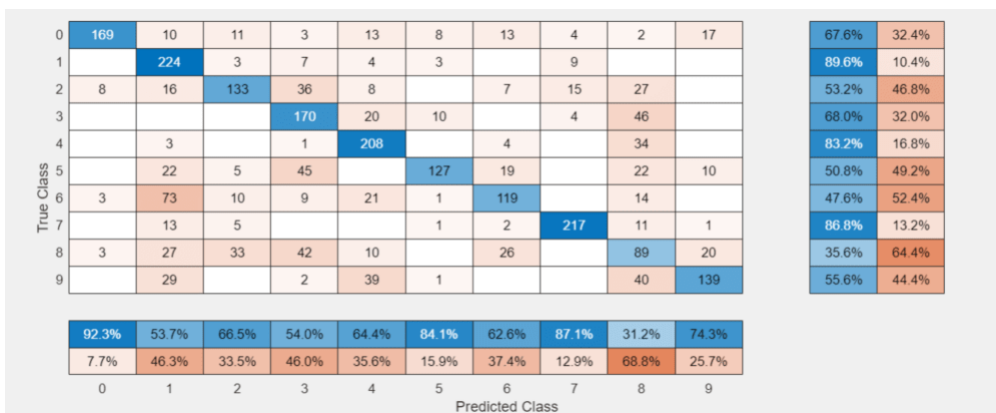 0 169 10 11 3 13 8 13 4 2 17 67.6% 32.4%
1 224 3 7 4 3 9 89.6% 10.4%
2 8 16 133 36 8 7 15 27 53.2% 46.8%
3 170 20 10 4 46 68.0% 32.0%
4 3 1 208 4 34 83.2% 16.8%
5 22 5 45 127 19 22 10 50.8% 49.2%
6 3 73 10 9 21 1 119 14 47.6% 52.4%
7 13 5 1 2 217 11 1 86.8% 13.2%
8 3 27 33 42 10 26 89 20 35.6% 64.4%
9 29 2 39 1 40 139 55.6% 44.4%
True Class
92.3% 53.7% 66.5% 54.0% 64.4% 84.1% 62.6% 87.1% 31.2% 74.3%
7.7% 46.3% 33.5% 46.0% 35.6% 15.9% 37.4% 12.9% 68.8% 25.7%
0 1 2 3 4 5 6 7 8 9
Predicted Class